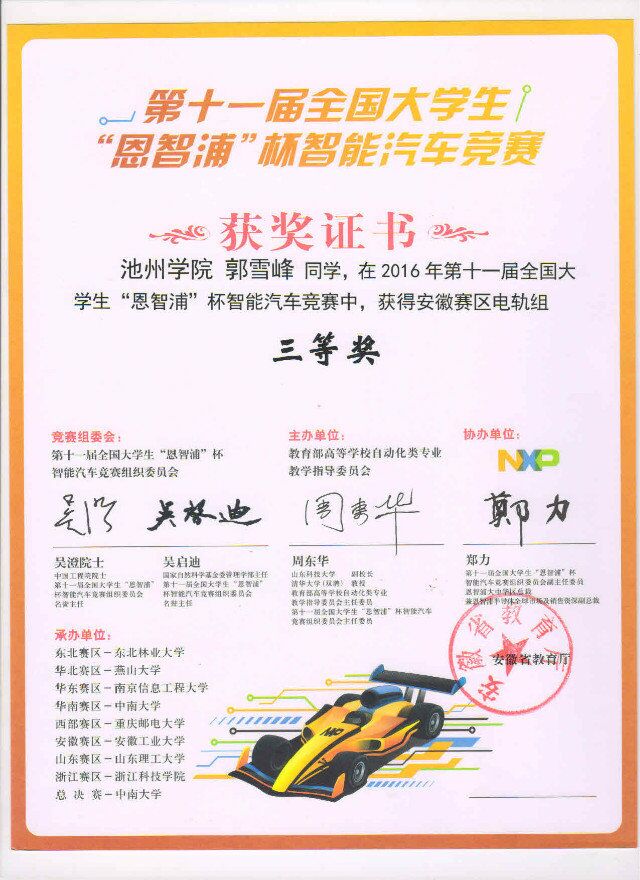 第十一届全国大学生
“恩智浦”杯智能汽车竞赛
获奖证书
池州学院 郭雪峰 同学，在2016年第十一届全国大
学生“恩智浦”杯智能汽车竞赛中，获得安徽赛区电轨组
三等奖
竞赛组委会：
第十一届全国大学生“恩智浦”杯
智能汽车竞赛组织委员会
主办单位：
教育部高等学校自动化类专业
教学指导委员会
协办单位：
NXP
吴澄
吴启迪
周东华
郑力
吴澄院士
中国工程院院士
第十一届全国大学生“恩智浦”
杯智能汽车竞赛组织委员会
名誉主任
吴启迪
国家自然科学基金委管理学部主任
第十一届全国大学生“恩智浦”
杯智能汽车竞赛组织委员会
名誉主任
周东华
山东科技大学 副校长
清华大学（双聘） 教授
教育部高等学校自动化类专业
教学指导委员会主任委员
第十一届全国大学生“恩智浦”杯智能汽车
竞赛组织委员会主任委员
郑力
第十一届全国大学生“恩智浦”杯
智能汽车竞赛组织委员会副主任委员
恩智浦大中华区总裁
兼恩智浦半导体全球市场及销售资深副总裁
承办单位：
东北赛区－东北林业大学
华北赛区－燕山大学
华东赛区－南京信息工程大学
华南赛区－中南大学
西部赛区－重庆邮电大学
安徽赛区－安徽工业大学
山东赛区－山东理工大学
浙江赛区－浙江科技学院
总 决 赛－中南大学
安徽省教育厅
安徽省教育厅
NXP